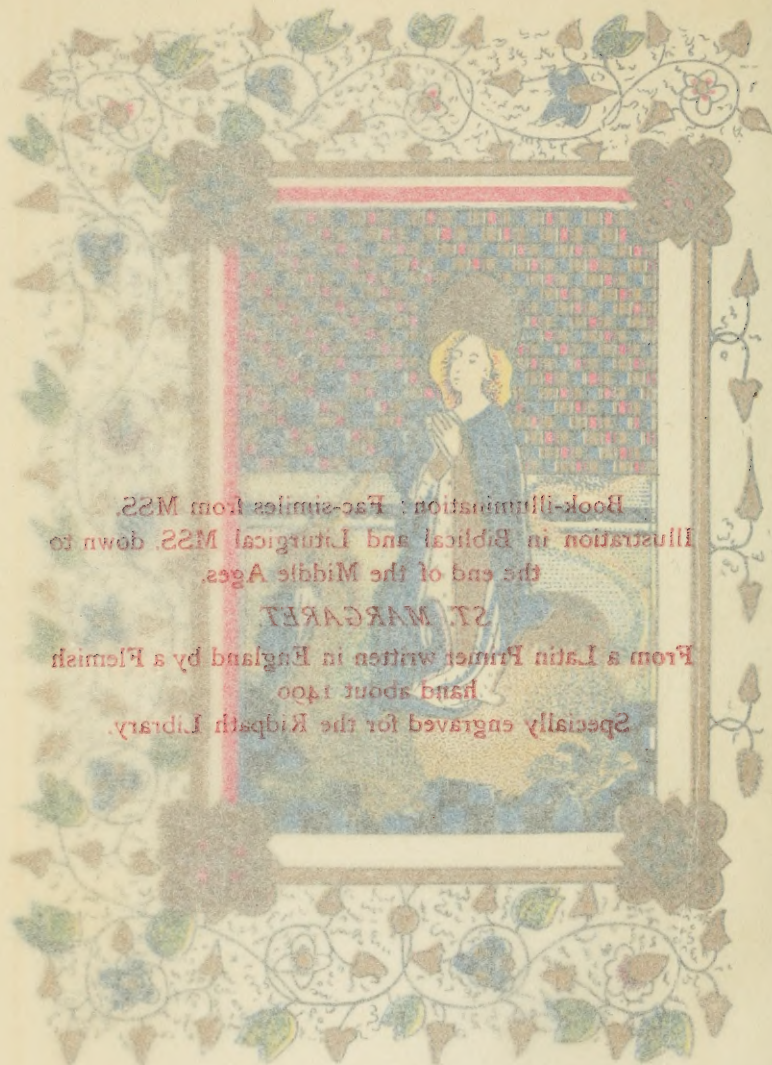 Book-illumination : Fac-similes from MSS.
Illustration in Biblical and Liturgical MSS. down to
the end of the Middle Ages.
ST. MARGARET
From a Latin Primer written in England by a Flemish
hand about 1490
Specially engraved for the Ridpath Library.